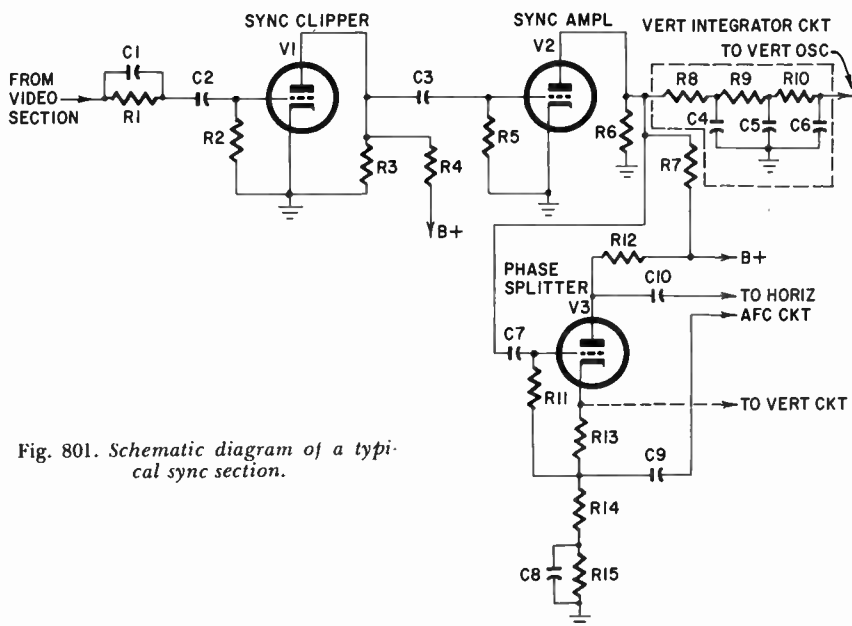 SYNC CLIPPER
SYNC AMPL
VERT INTEGRATOR CKT
TO VERT OSC
C1
V1
V2
FROM
VIDEO
SECTION
R1
C2
C3
R8
R9
R10
C4
C5
C6
R2
R3
R4
R5
R6
R7
B+
R12
B+
PHASE
SPLITTER
V3
C10
TO HORIZ
AFC CKT
C7
R11
TO VERT CKT
R13
C9
Fig. 801. Schematic diagram of a typi-
cal sync section.
R14
C8
R15